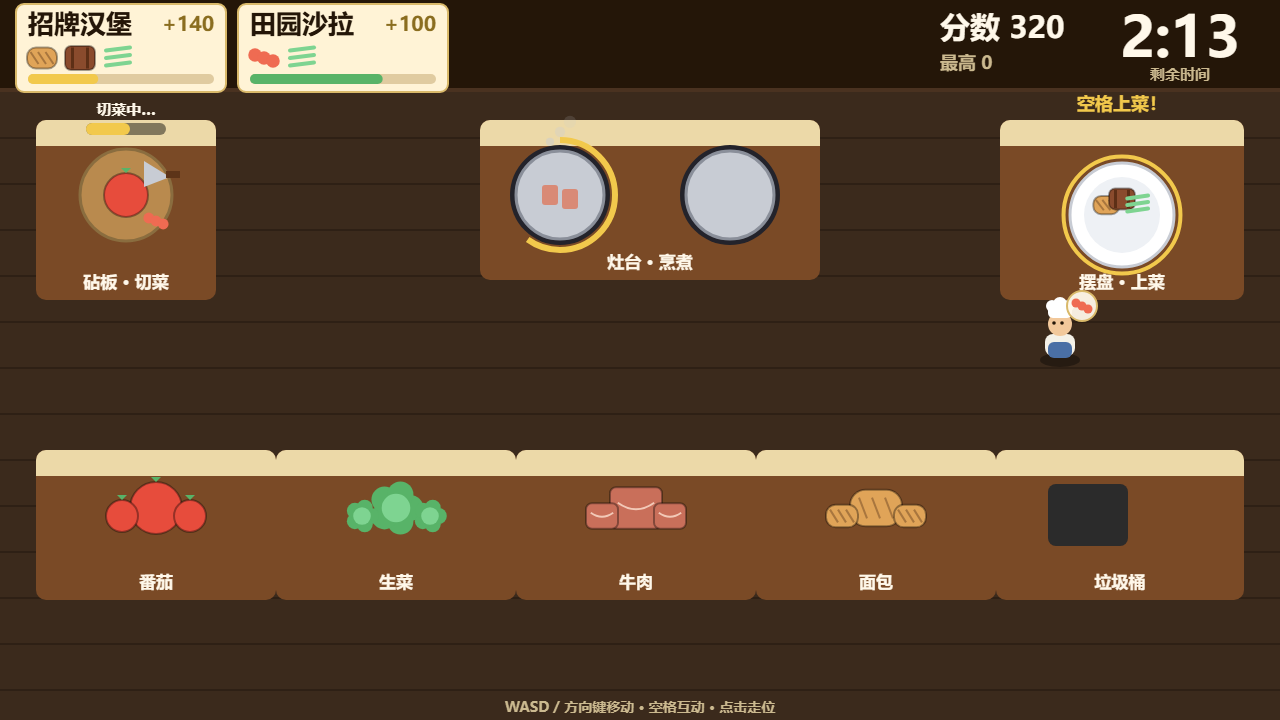 招牌汉堡 +140
田园沙拉 +100
分数 320
最高 0
2:13
剩余时间
切菜中...
空格上菜!
砧板 • 切菜
灶台 • 烹煮
摆盘 • 上菜
番茄
生菜
牛肉
面包
垃圾桶
WASD / 方向键移动 • 空格互动 • 点击走位